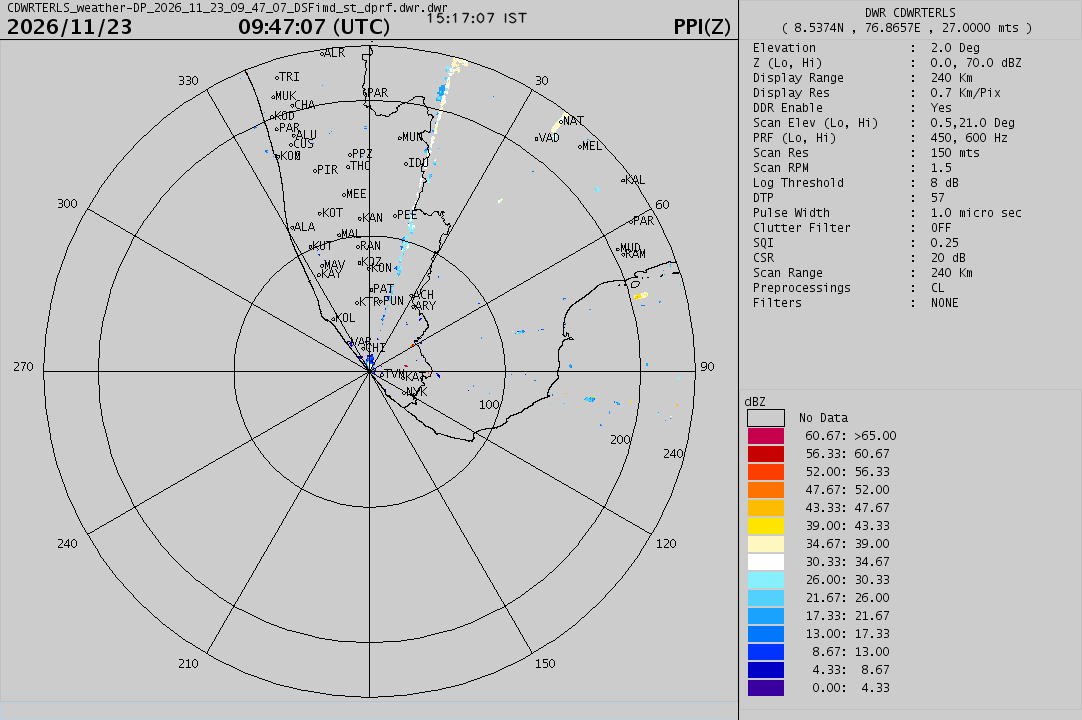 CDWRTERLS_weather-DP_2026_11_23_09_47_07_DSFimd_st_dprf.dwr.dwr
2026/11/23 09:47:07 (UTC) 15:17:07 IST PPI(Z)
DWR CDWRTERLS
( 8.5374N , 76.8657E , 27.0000 mts )
Elevation : 2.0 Deg
Z (Lo, Hi) : 0.0, 70.0 dBZ
Display Range : 240 Km
Display Res : 0.7 Km/Pix
DDR Enable : Yes
Scan Elev (Lo, Hi) : 0.5,21.0 Deg
PRF (Lo, Hi) : 450, 600 Hz
Scan Res : 150 mts
Scan RPM : 1.5
Log Threshold : 8 dB
DTP : 57
Pulse Width : 1.0 micro sec
Clutter Filter : OFF
SQI : 0.25
CSR : 20 dB
Scan Range : 240 Km
Preprocessings : CL
Filters : NONE
dBZ
No Data
60.67: >65.00
56.33: 60.67
52.00: 56.33
47.67: 52.00
43.33: 47.67
39.00: 43.33
34.67: 39.00
30.33: 34.67
26.00: 30.33
21.67: 26.00
17.33: 21.67
13.00: 17.33
8.67: 13.00
4.33: 8.67
0.00: 4.33
ALR
TRI
330
30
MUK
PAR
CHA
KOD
NAT
PAR
ALU
MUN
VAD
CUS
MEL
PPZ
IDU
THO
PIR
KAL
MEE
300
60
KOT
KAN
PEE
PAR
ALA
MAL
KUT
RAN
MUD
RAM
MAV
KOZ
KON
KAY
PAT
ACH
KTR
PUN
ARY
KOL
VAR
CHI
270
90
TVM
KAT
NYK
100
200
240
240
120
210
150